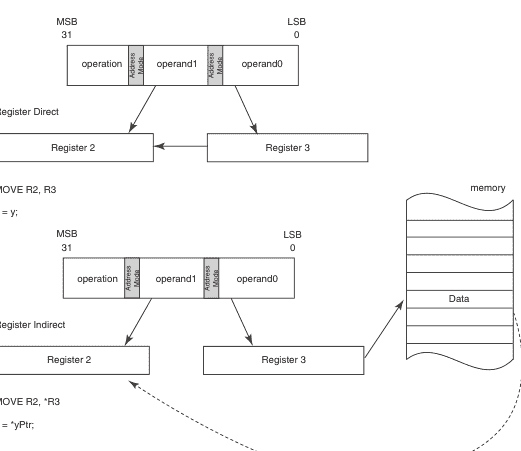 MSB
LSB
31
0
operation
Address Mode
operand1
Address Mode
operand0
Register Direct
Register 2
Register 3
MOVE R2, R3
= y;
memory
MSB
LSB
31
0
operation
Address Mode
operand1
Address Mode
operand0
Data
Register Indirect
Register 2
Register 3
MOVE R2, *R3
= *yPtr;